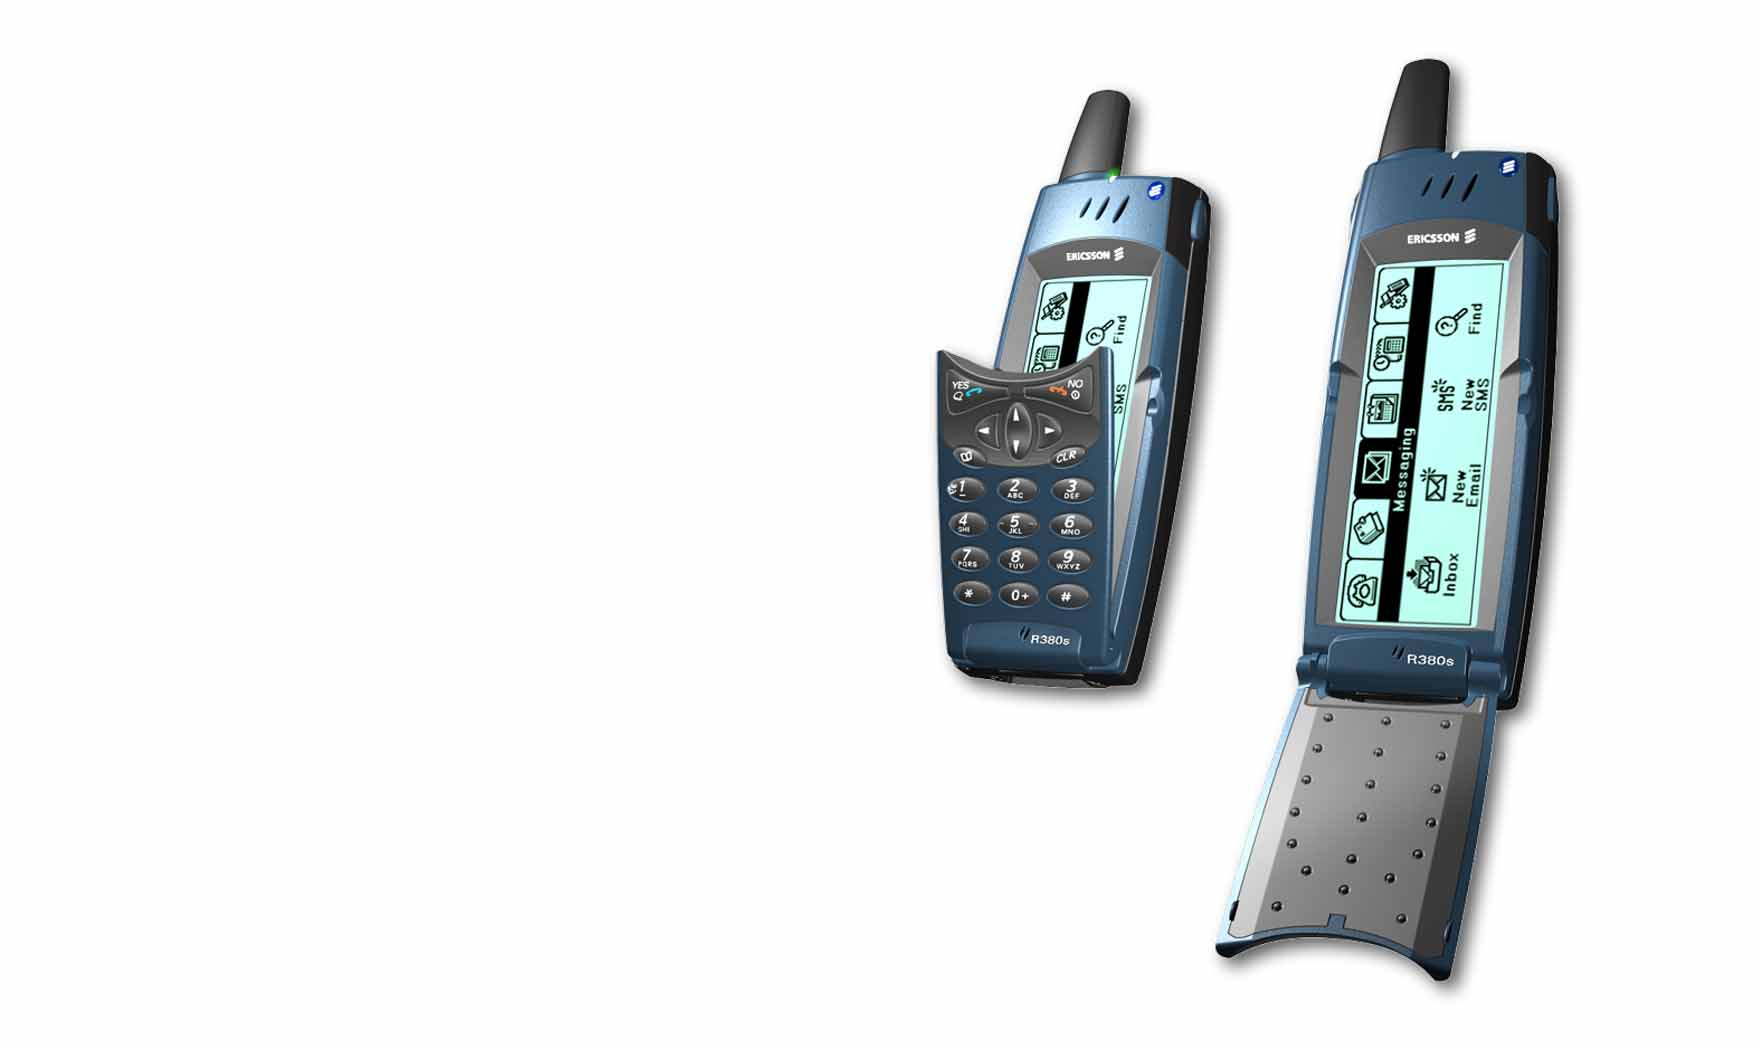 ERICSSON
Find
SMS
YES
NO
CLR
1
2
ABC
3
DEF
4
GHI
5
JKL
6
MNO
7
PQRS
8
TUV
9
WXYZ
*
0+
#
R380s
ERICSSON
Messaging
Find
New
SMS
SMS
New
Email
Inbox
R380s